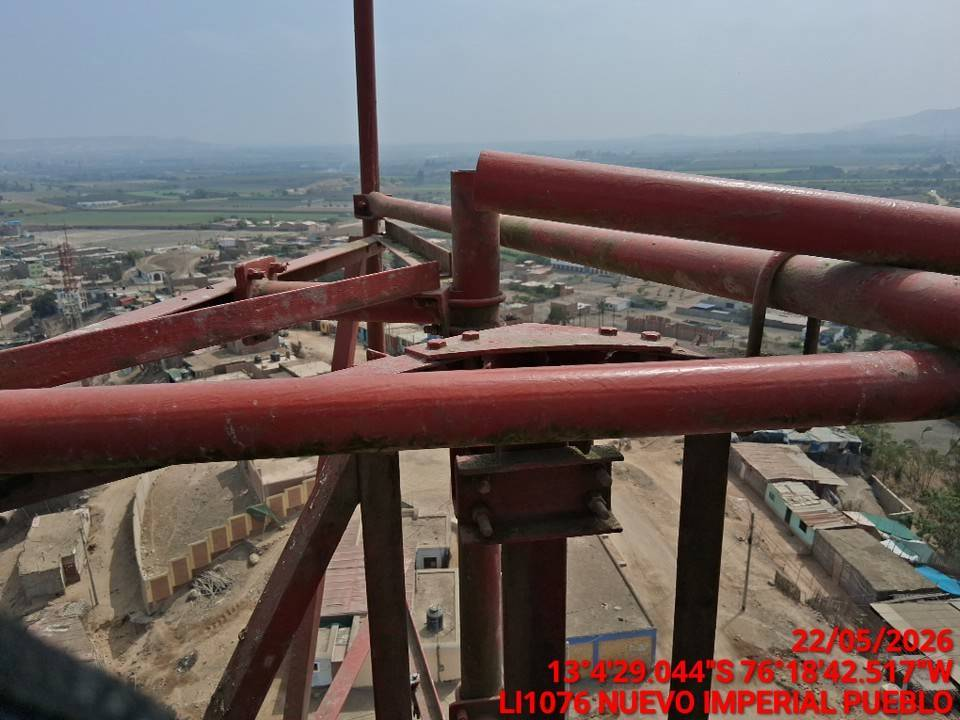 22/05/2026
13°4'29.044"S 76°18'42.517"W
LI1076 NUEVO IMPERIAL PUEBLO